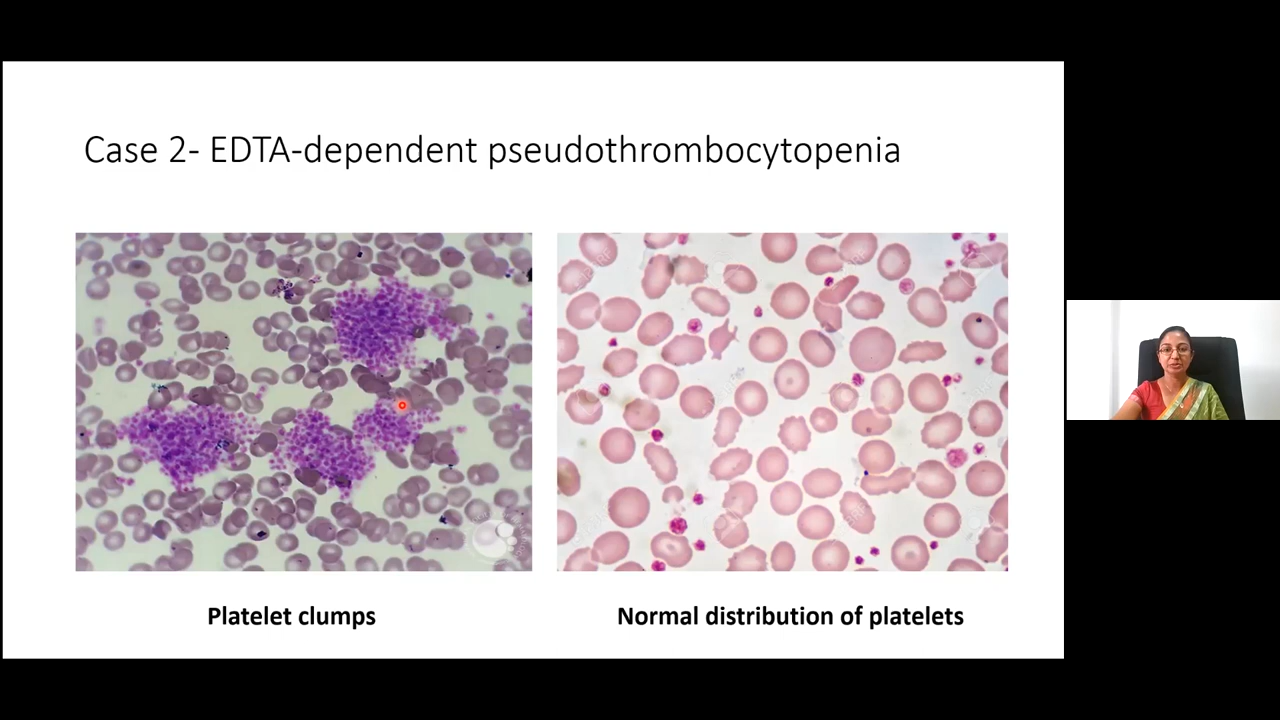 Case 2- EDTA-dependent pseudothrombocytopenia
Platelet clumps
Normal distribution of platelets